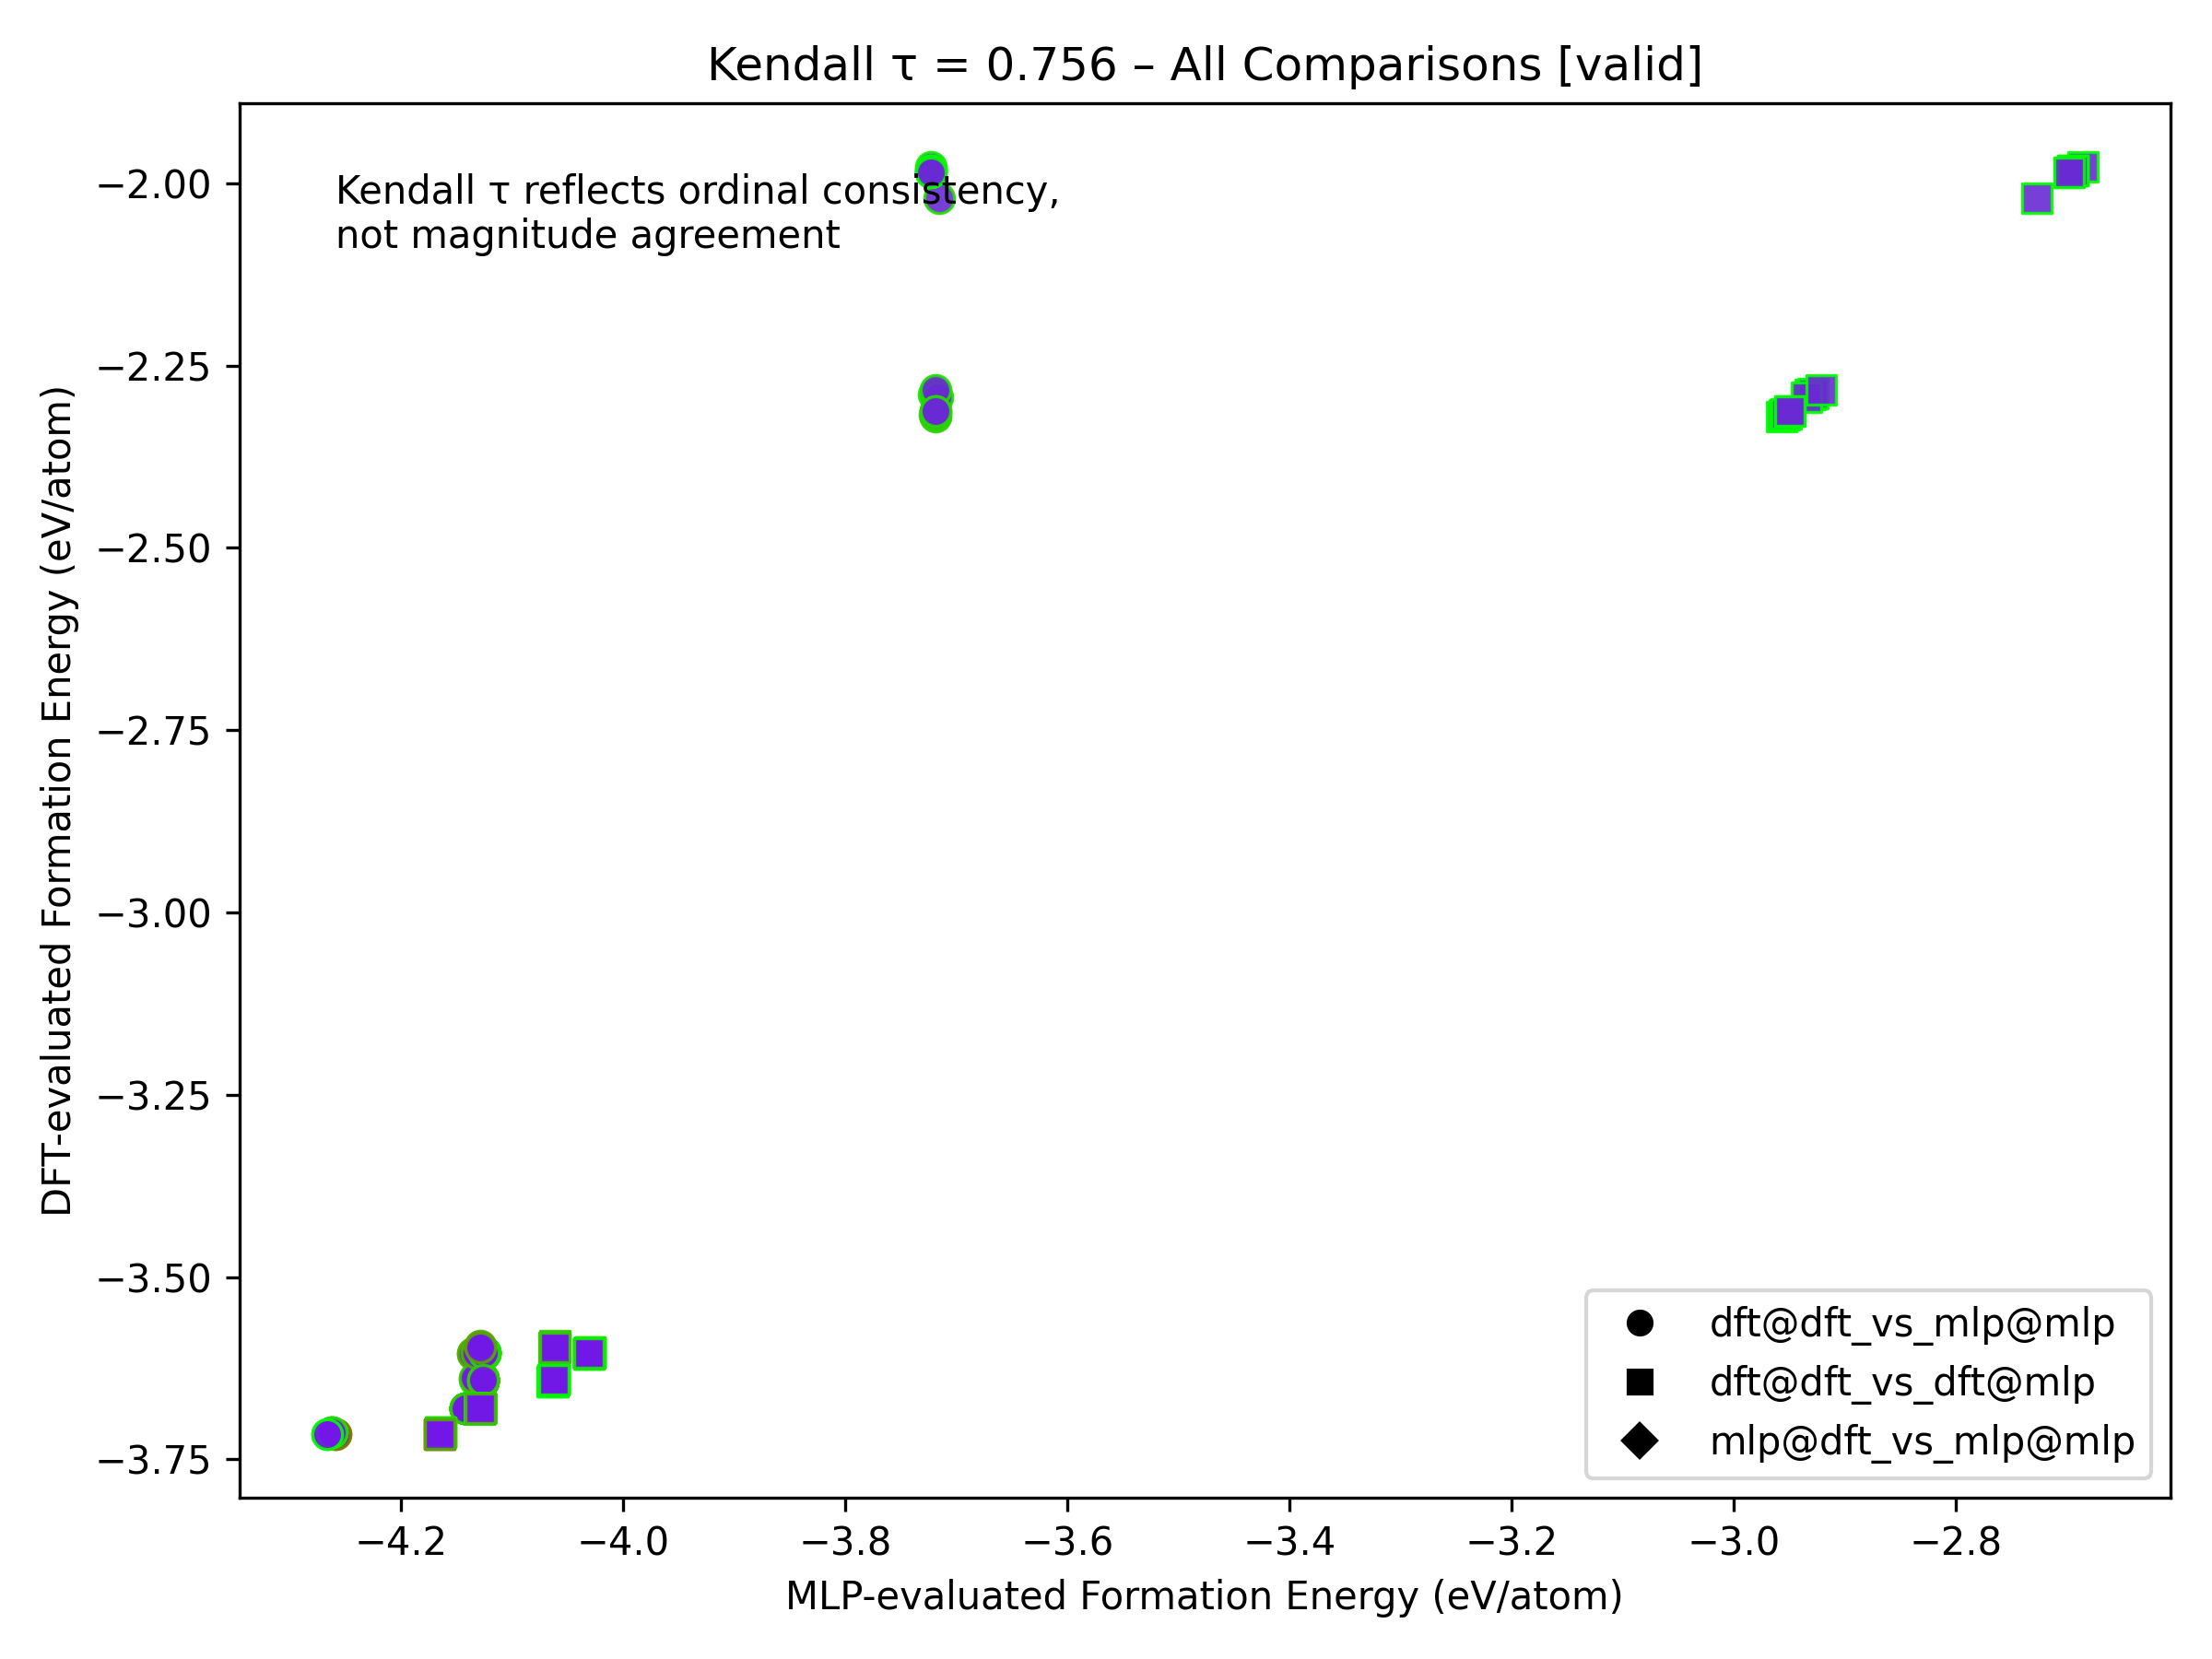 Kendall τ = 0.756 – All Comparisons [valid]
Kendall τ reflects ordinal consistency,
not magnitude agreement
DFT-evaluated Formation Energy (eV/atom)
−2.00
−2.25
−2.50
−2.75
−3.00
−3.25
−3.50
−3.75
dft@dft_vs_mlp@mlp
dft@dft_vs_dft@mlp
mlp@dft_vs_mlp@mlp
−4.2 −4.0 −3.8 −3.6 −3.4 −3.2 −3.0 −2.8
MLP-evaluated Formation Energy (eV/atom)